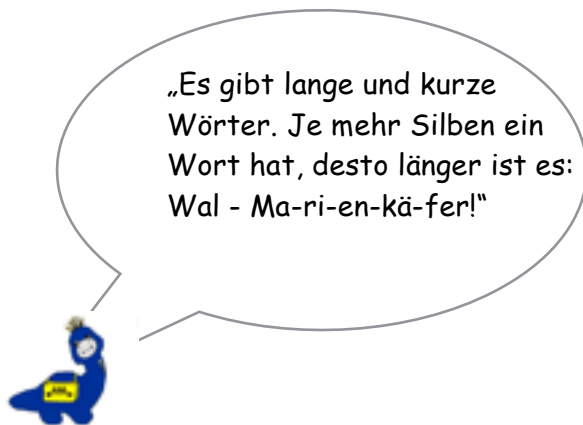 „Es gibt lange und kurze
Wörter. Je mehr Silben ein
Wort hat, desto länger ist es:
Wal - Ma-ri-en-kä-fer!“